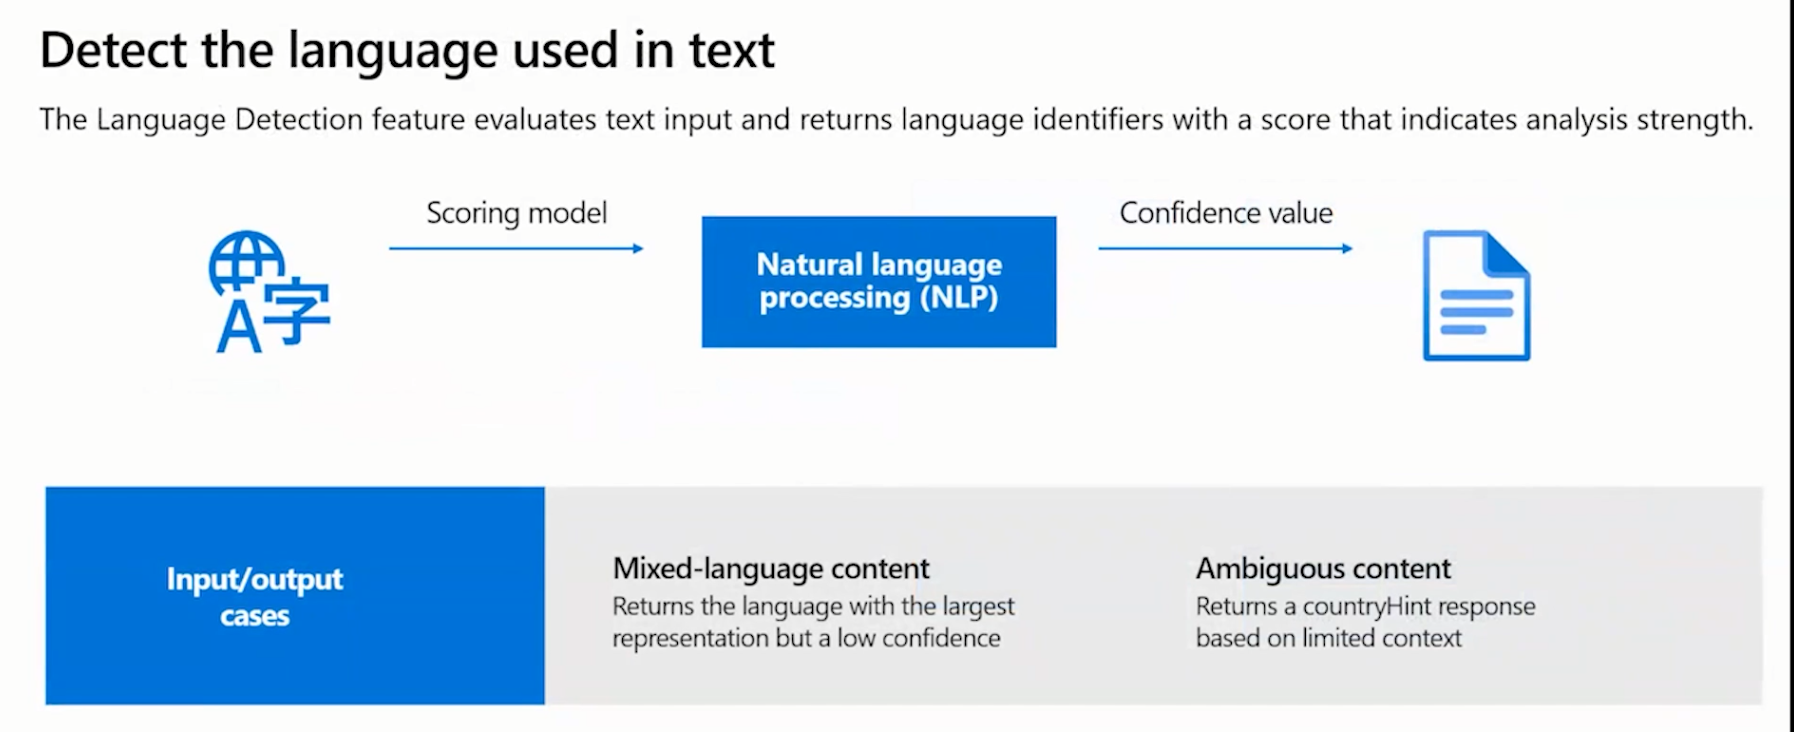 Detect the language used in text
The Language Detection feature evaluates text input and returns language identifiers with a score that indicates analysis strength.
Scoring model
Confidence value
A字
Natural language
processing (NLP)
Input/output
cases
Mixed-language content
Returns the language with the largest
representation but a low confidence
Ambiguous content
Returns a countryHint response
based on limited context